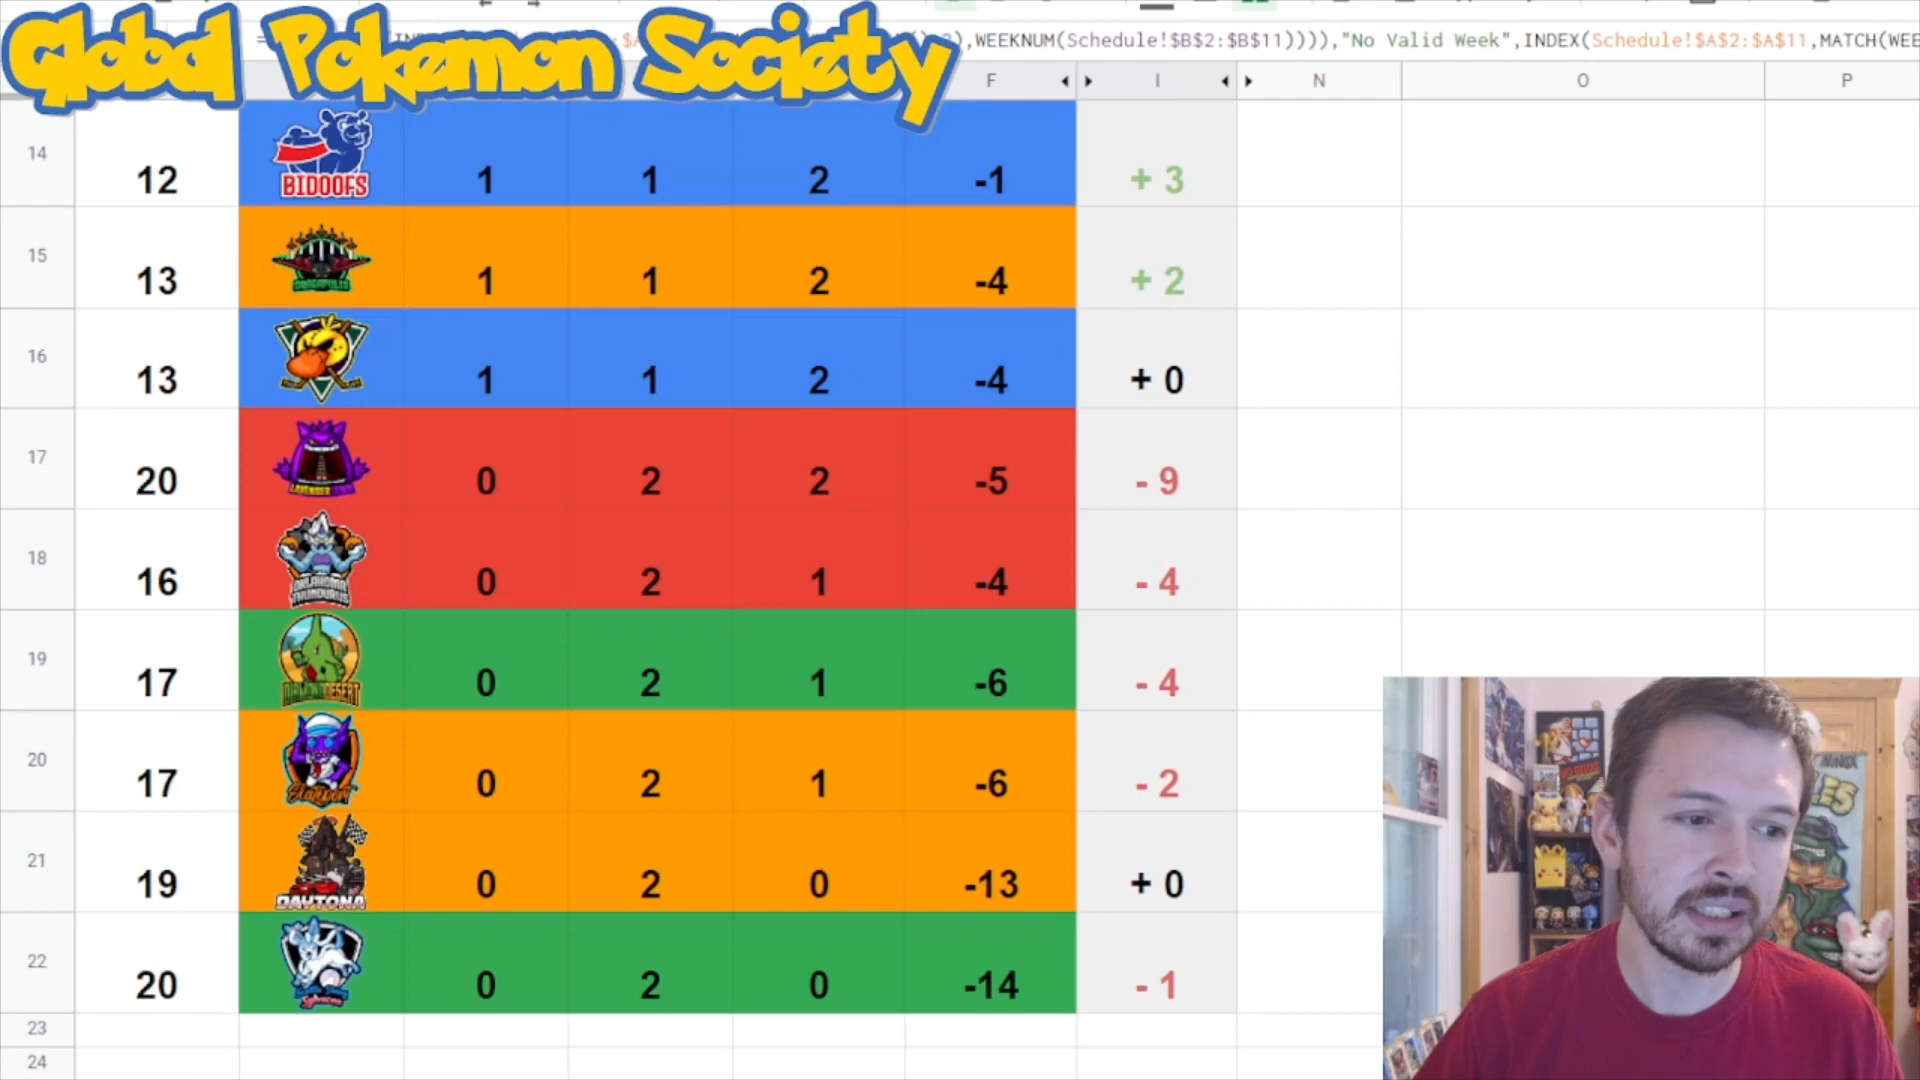 Global Pokemon Society
),WEEKNUM(Schedule!$B$2:$B$11)))),"No Valid Week",INDEX(Schedule!$A$2:$A$11,MATCH(WEE
F I N O P
14 12 BIDOOFS 1 1 2 -1 + 3
15 13 1 1 2 -4 + 2
16 13 1 1 2 -4 + 0
17 20 LAVENDER 0 2 2 -5 - 9
18 16 OKLAHOMA THUNDURUS 0 2 1 -4 - 4
19 17 DESERT 0 2 1 -6 - 4
20 17 0 2 1 -6 - 2
21 19 DAYTONA 0 2 0 -13 + 0
22 20 0 2 0 -14 - 1
23
24